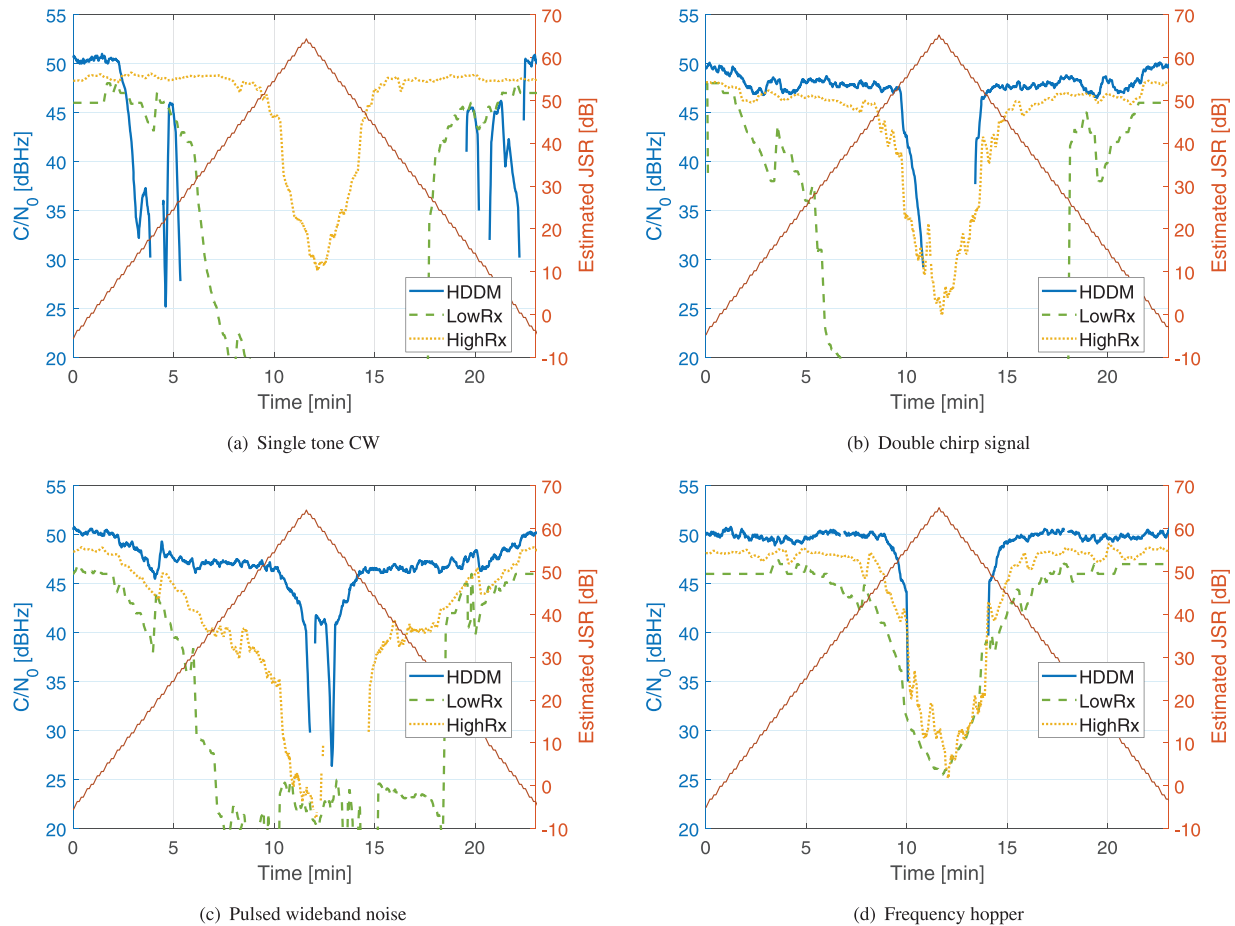 55
50
45
40
35
30
25
20
C/N0 [dBHz]
70
60
50
40
30
20
10
0
-10
Estimated JSR [dB]
HDDM
LowRx
HighRx
0 5 10 15 20
Time [min]
(a) Single tone CW
55
50
45
40
35
30
25
20
C/N0 [dBHz]
70
60
50
40
30
20
10
0
-10
Estimated JSR [dB]
HDDM
LowRx
HighRx
0 5 10 15 20
Time [min]
(b) Double chirp signal
55
50
45
40
35
30
25
20
C/N0 [dBHz]
70
60
50
40
30
20
10
0
-10
Estimated JSR [dB]
HDDM
LowRx
HighRx
0 5 10 15 20
Time [min]
(c) Pulsed wideband noise
55
50
45
40
35
30
25
20
C/N0 [dBHz]
70
60
50
40
30
20
10
0
-10
Estimated JSR [dB]
HDDM
LowRx
HighRx
0 5 10 15 20
Time [min]
(d) Frequency hopper